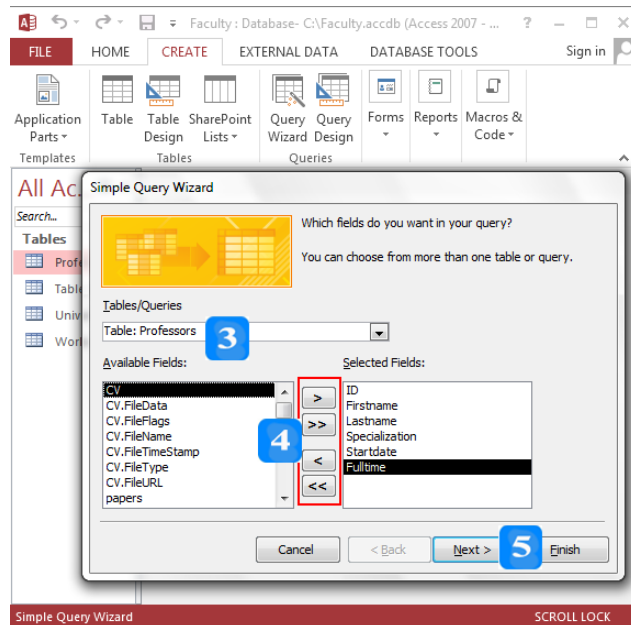 Faculty : Database- C:\Faculty.accdb (Access 2007 - ... ?
FILE HOME CREATE EXTERNAL DATA DATABASE TOOLS Sign in
Application Parts
Table
Table Design
SharePoint Lists
Query Wizard
Query Design
Forms
Reports
Macros & Code
Templates Tables Queries
All Ac...
Search...
Tables
Profe
Table
Univ
Work
Simple Query Wizard
Which fields do you want in your query?
You can choose from more than one table or query.
Tables/Queries
Table: Professors
3
Available Fields:
CV
CV.FileData
CV.FileFlags
CV.FileName
CV.FileTimeStamp
CV.FileType
CV.FileURL
papers
>
>>
4
<
<<
Selected Fields:
ID
Firstname
Lastname
Specialization
Startdate
Fulltime
Cancel < Back Next > 5 Finish
Simple Query Wizard SCROLL LOCK